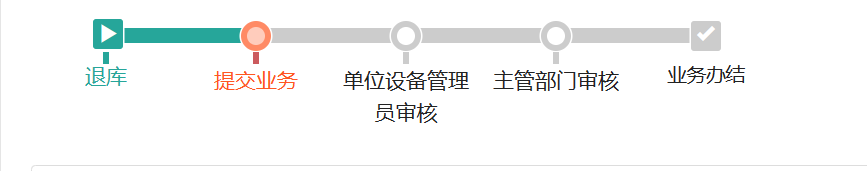 退库
提交业务
单位设备管理
员审核
主管部门审核
业务办结